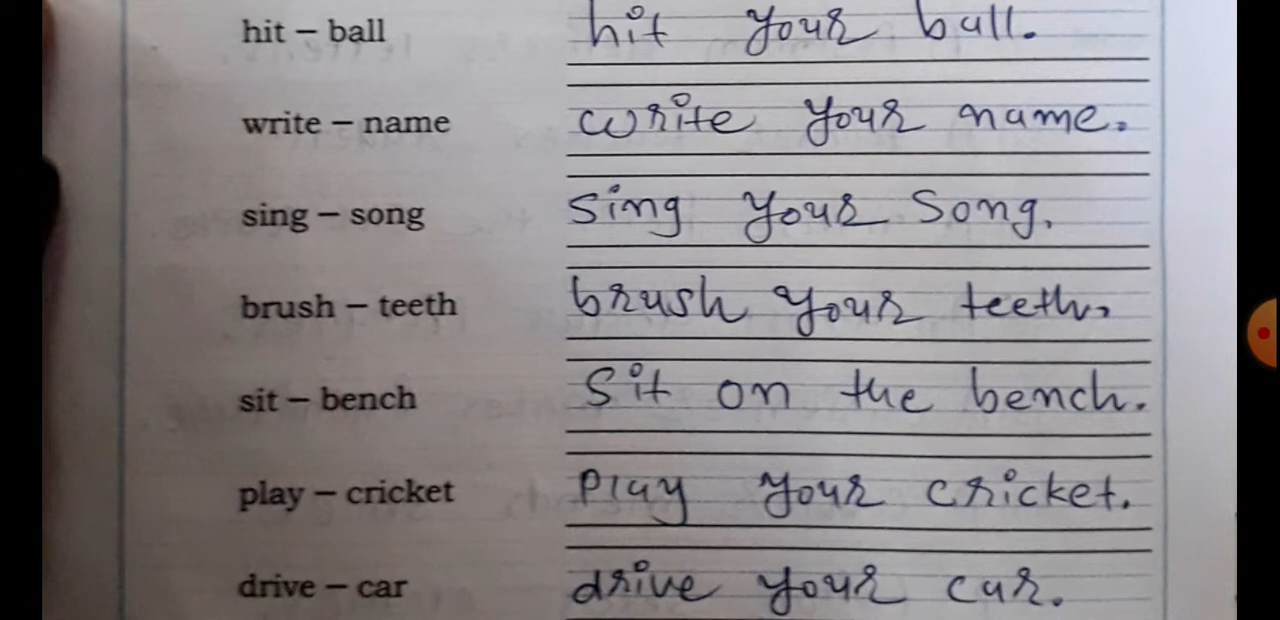 hit – ball hit your ball.
write – name write your name.
sing – song sing your song.
brush – teeth brush your teeth.
sit – bench Sit on the bench.
play – cricket Play your cricket.
drive – car drive your car.